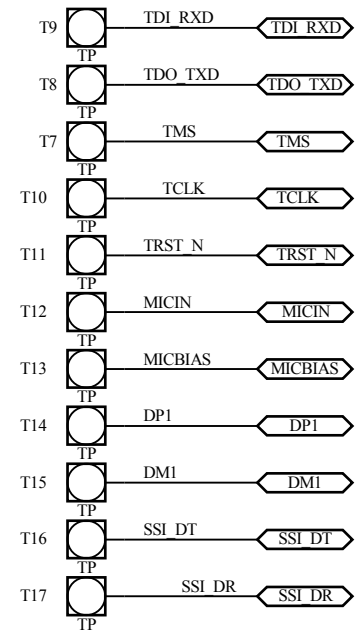 T9 TDI_RXD TDI_RXD
TP
T8 TDO_TXD TDO_TXD
TP
T7 TMS TMS
TP
T10 TCLK TCLK
TP
T11 TRST_N TRST_N
TP
T12 MICIN MICIN
TP
T13 MICBIAS MICBIAS
TP
T14 DP1 DP1
TP
T15 DM1 DM1
TP
T16 SSI_DT SSI_DT
TP
T17 SSI_DR SSI_DR
TP